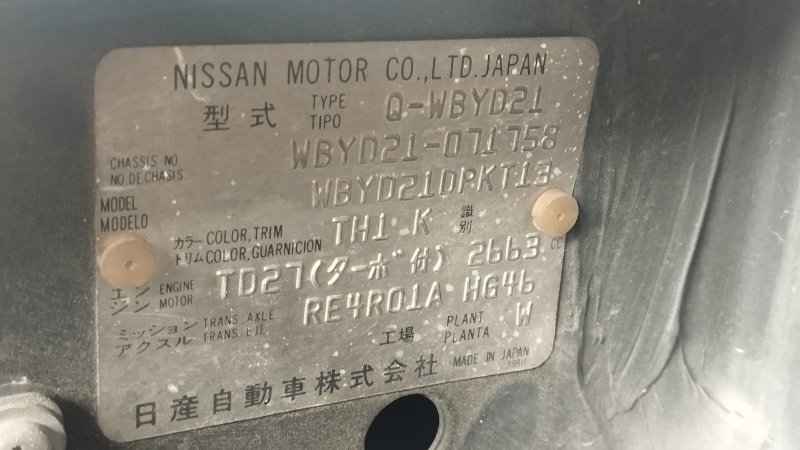 NISSAN MOTOR CO.,LTD.JAPAN
型式 TYPE TIPO Q-WBYD21
CHASSIS NO. NO.DE CHASIS WBYD21-071758
MODEL MODELO WBYD21DPKT13
カラー COLOR,TRIM トリム COLOR,GUARNICION TH1 K 識別
エンジン ENGINE MOTOR TD27(ターボ付) 2663 CC
ミッション TRANS. AXLE アクスル TRANS. EJE RE4R01A HG46
工場 PLANT PLANTA W
日産自動車株式会社 MADE IN JAPAN